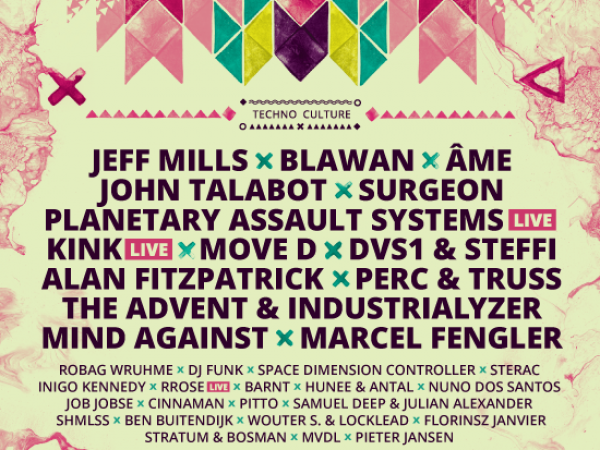 TECHNO CULTURE
JEFF MILLS × BLAWAN × ÂME
JOHN TALABOT × SURGEON
PLANETARY ASSAULT SYSTEMS LIVE
KINK LIVE × MOVE D × DVS1 & STEFFI
ALAN FITZPATRICK × PERC & TRUSS
THE ADVENT & INDUSTRIALYZER
MIND AGAINST × MARCEL FENGLER
ROBAG WRUHME × DJ FUNK × SPACE DIMENSION CONTROLLER × STERAC
INIGO KENNEDY × RROSE LIVE × BARNT × HUNEE & ANTAL × NUNO DOS SANTOS
JOB JOBSE × CINNAMAN × PITTO × SAMUEL DEEP & JULIAN ALEXANDER
SHMLSS × BEN BUITENDIJK × WOUTER S. & LOCKLEAD × FLORINSZ JANVIER
STRATUM & BOSMAN × MVDL × PIETER JANSEN